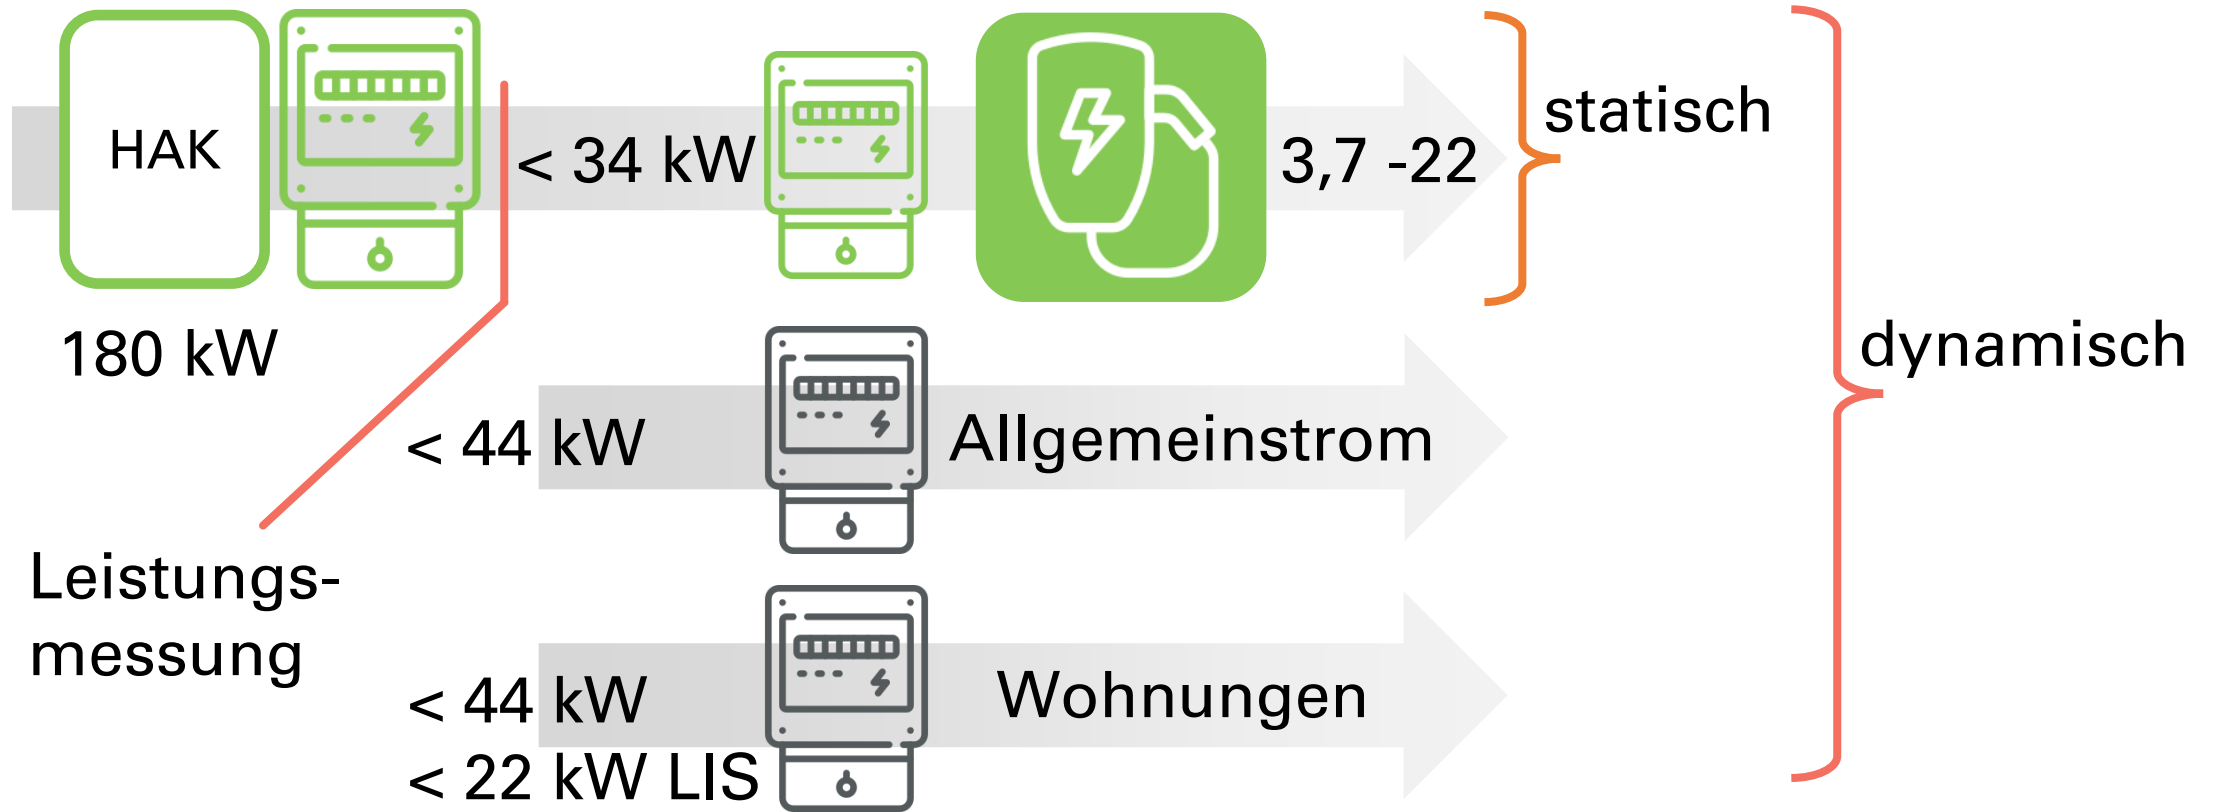 HAK
180 kW
Leistungs-
messung
< 34 kW
3,7 -22
statisch
dynamisch
< 44 kW
Allgemeinstrom
< 44 kW
< 22 kW LIS
Wohnungen